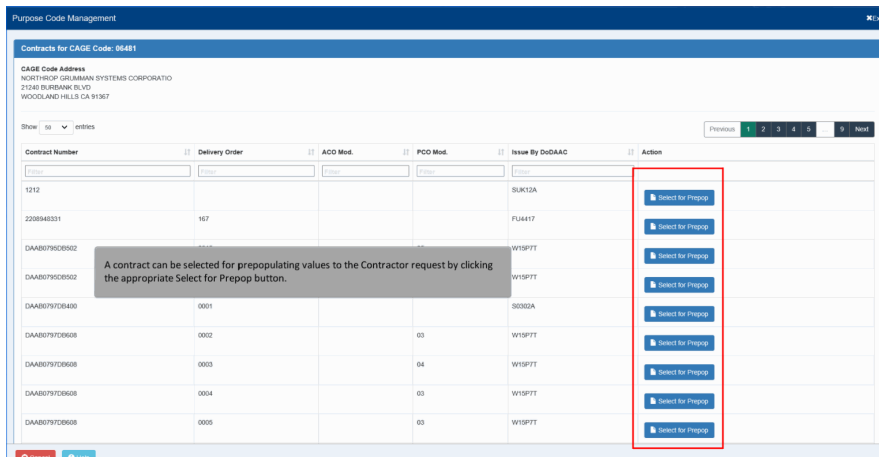 Purpose Code Management ✖Ex
Contracts for CAGE Code: 06481
CAGE Code Address
NORTHROP GRUMMAN SYSTEMS CORPORATIO
21240 BURBANK BLVD
WOODLAND HILLS CA 91367
Show 50 entries Previous 1 2 3 4 5 ... 9 Next
Contract Number Delivery Order ACO Mod. PCO Mod. Issue By DoDAAC Action
Filter Filter Filter Filter Filter
1212 SUK12A Select for Prepop
2208948331 167 FU4417 Select for Prepop
DAAB0795DB502 W15P7T Select for Prepop
A contract can be selected for prepopulating values to the Contractor request by clicking
the appropriate Select for Prepop button.
DAAB0795DB502 W15P7T Select for Prepop
DAAB0797DB400 0001 S0302A Select for Prepop
DAAB0797DB608 0002 03 W15P7T Select for Prepop
DAAB0797DB608 0003 04 W15P7T Select for Prepop
DAAB0797DB608 0004 03 W15P7T Select for Prepop
DAAB0797DB608 0005 03 W15P7T Select for Prepop